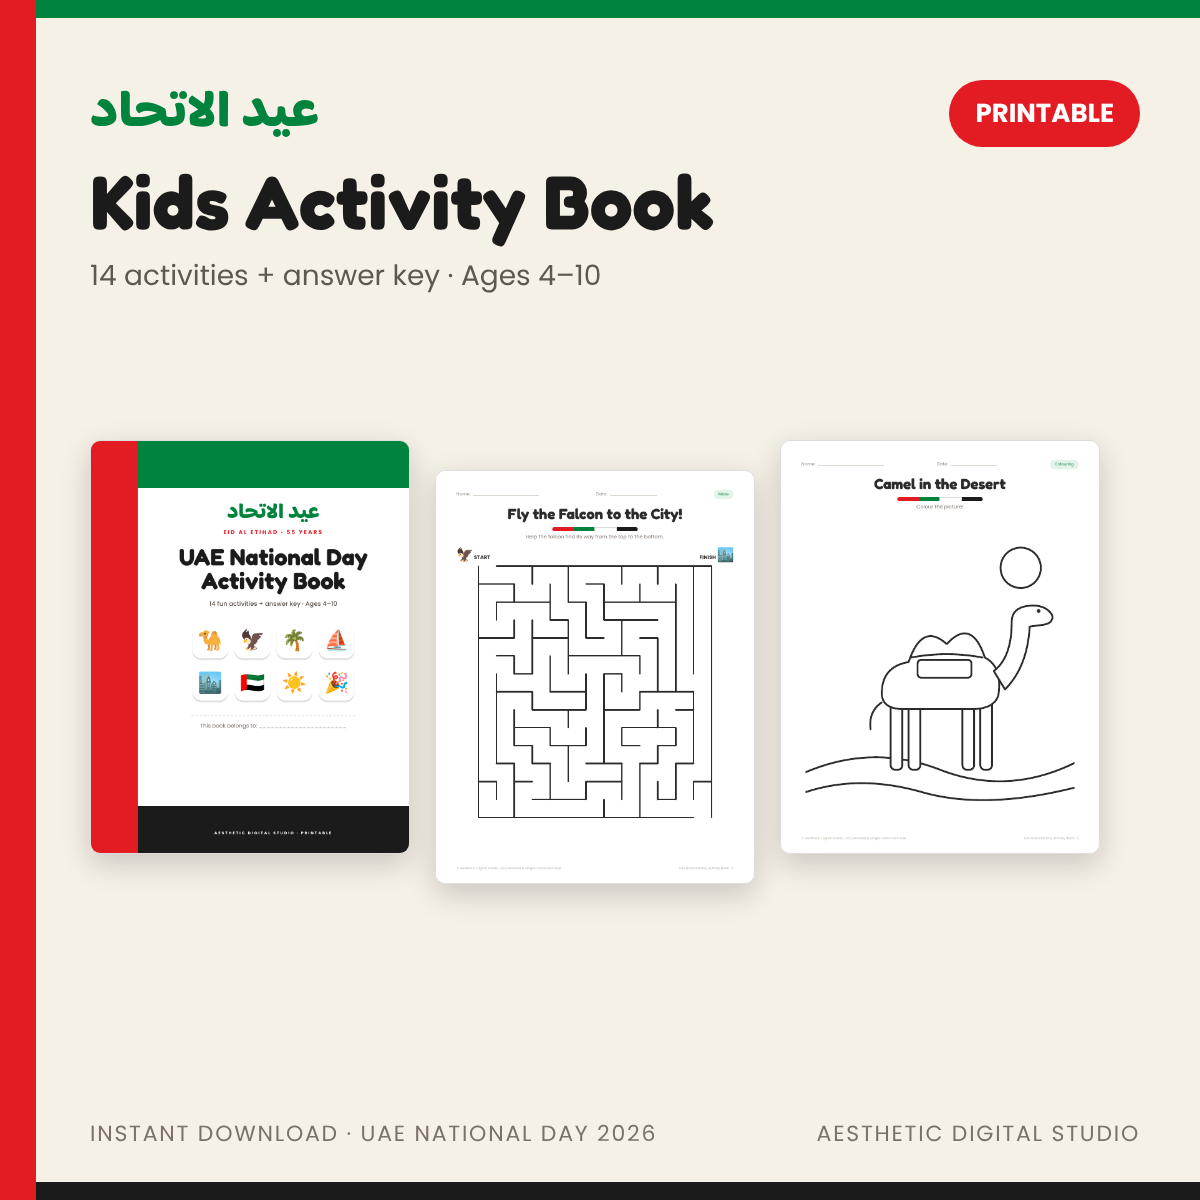 عيد الاتحاد
PRINTABLE
Kids Activity Book
14 activities + answer key · Ages 4–10
عيد الاتحاد
EID AL ETIHAD · 55 YEARS
UAE National Day
Activity Book
14 fun activities + answer key · Ages 4–10
This book belongs to:
AESTHETIC DIGITAL STUDIO · PRINTABLE
Name:
Date:
Fly the Falcon to the City!
Help the falcon find its way from the top to the bottom.
START
FINISH
Name:
Date:
Colouring
Camel in the Desert
Colour the picture!
INSTANT DOWNLOAD · UAE NATIONAL DAY 2026
AESTHETIC DIGITAL STUDIO